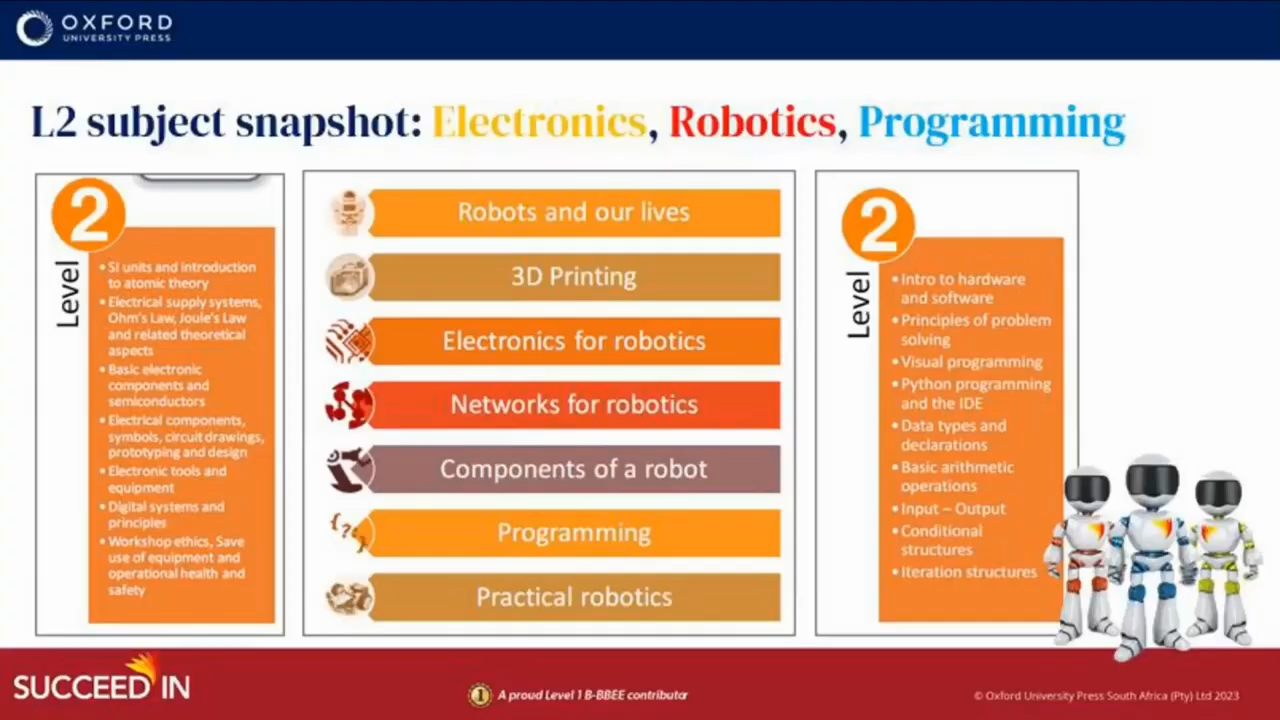 OXFORD
UNIVERSITY PRESS
L2 subject snapshot: Electronics, Robotics, Programming
2
Level
• SI units and introduction
to atomic theory
• Electrical supply systems,
Ohm's Law, Joule's Law
and related theoretical
aspects
• Basic electronic
components and
semiconductors
• Electrical components,
symbols, circuit drawings,
prototyping and design
• Electronic tools and
equipment
• Digital systems and
principles
• Workshop ethics, Save
use of equipment and
operational health and
safety
Robots and our lives
3D Printing
Electronics for robotics
Networks for robotics
Components of a robot
Programming
Practical robotics
2
Level
• Intro to hardware
and software
• Principles of problem
solving
• Visual programming
• Python programming
and the IDE
• Data types and
declarations
• Basic arithmetic
operations
• Input – Output
• Conditional
structures
• Iteration structures
SUCCEED IN
1 A proud Level 1 B-BBEE contributor
© Oxford University Press South Africa (Pty) Ltd 2023